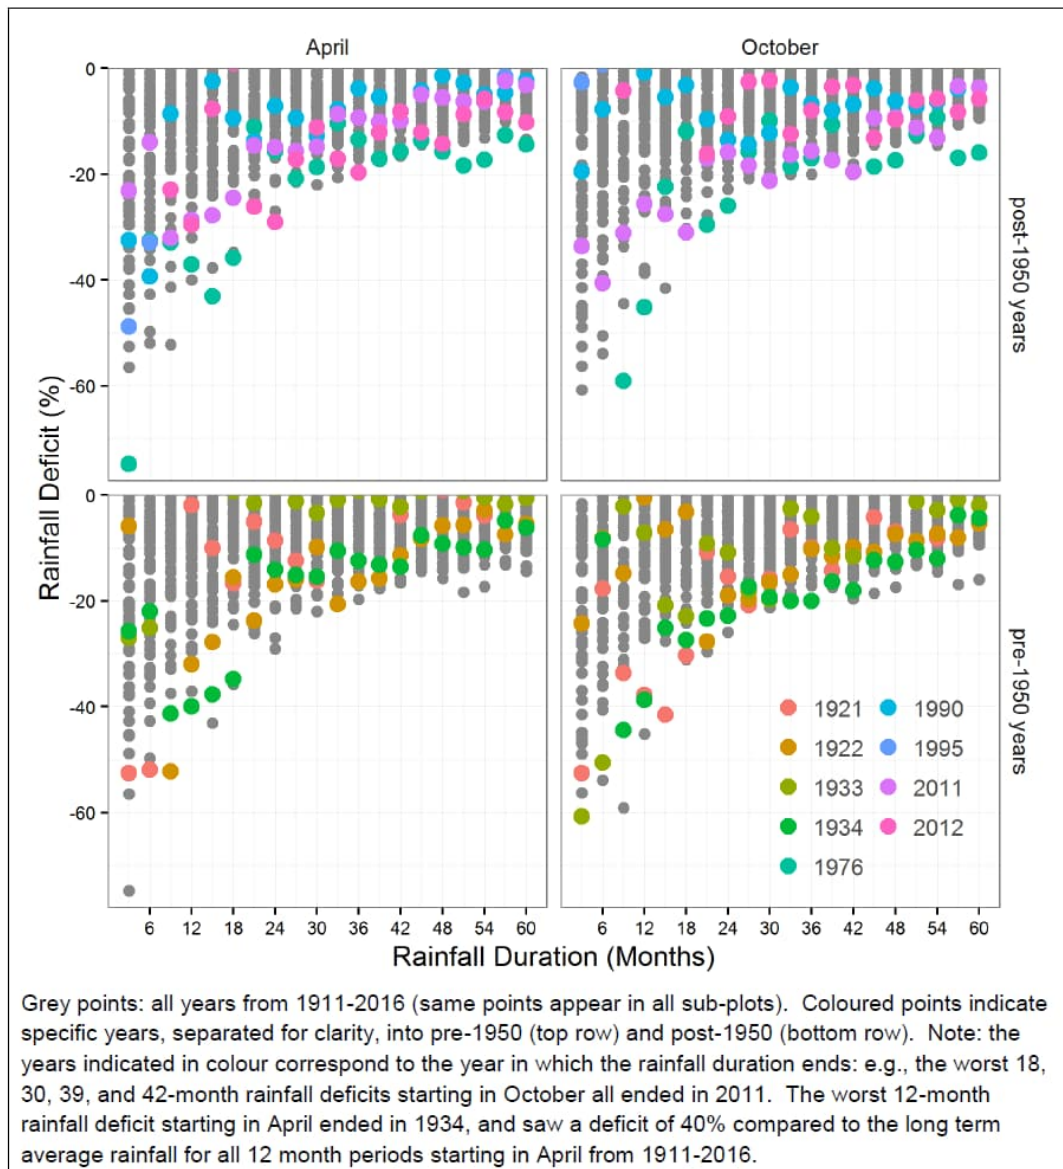 April
October
0
-20
-40
-60
post-1950 years
Rainfall Deficit (%)
0
-20
-40
-60
pre-1950 years
1921
1990
1922
1995
1933
2011
1934
2012
1976
6 12 18 24 30 36 42 48 54 60
6 12 18 24 30 36 42 48 54 60
Rainfall Duration (Months)
Grey points: all years from 1911-2016 (same points appear in all sub-plots).  Coloured points indicate
specific years, separated for clarity, into pre-1950 (top row) and post-1950 (bottom row).  Note: the
years indicated in colour correspond to the year in which the rainfall duration ends: e.g., the worst 18,
30, 39, and 42-month rainfall deficits starting in October all ended in 2011.  The worst 12-month
rainfall deficit starting in April ended in 1934, and saw a deficit of 40% compared to the long term
average rainfall for all 12 month periods starting in April from 1911-2016.